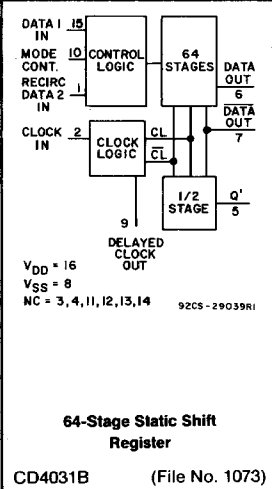 DATA 1 IN 15
MODE CONT. 10
RECIRC DATA 2 IN 1
CONTROL LOGIC
64 STAGES
DATA OUT 6
DATA OUT 7
CLOCK IN 2
CLOCK LOGIC
CL
CL
1/2 STAGE
Q' 5
9
DELAYED CLOCK OUT
VDD = 16
VSS = 8
NC = 3,4,11,12,13,14
92CS-29039RI
64-Stage Static Shift
Register
CD4031B (File No. 1073)